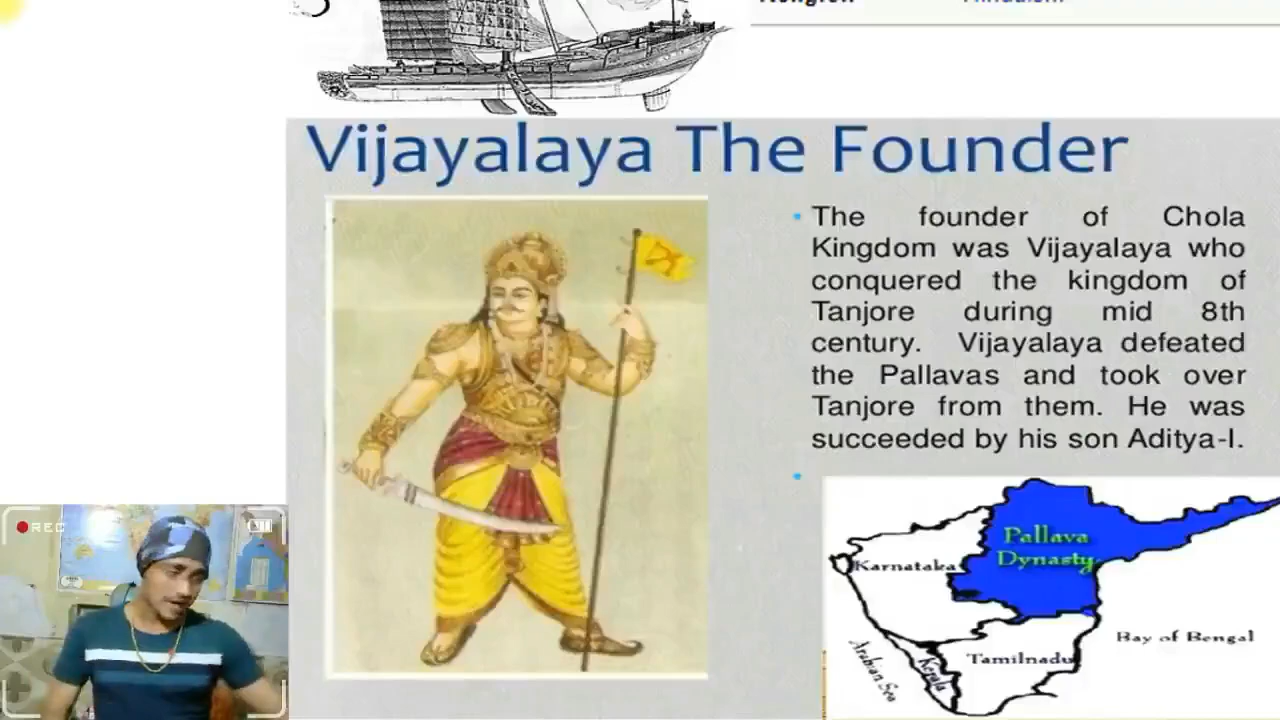 Vijayalaya The Founder
• The founder of Chola
Kingdom was Vijayalaya who
conquered the kingdom of
Tanjore during mid 8th
century. Vijayalaya defeated
the Pallavas and took over
Tanjore from them. He was
succeeded by his son Aditya-I.
•
Pallava
Dynasty
Karnataka
Bay of Bengal
Tamilnadu
Kerala
Arabian Sea
REC